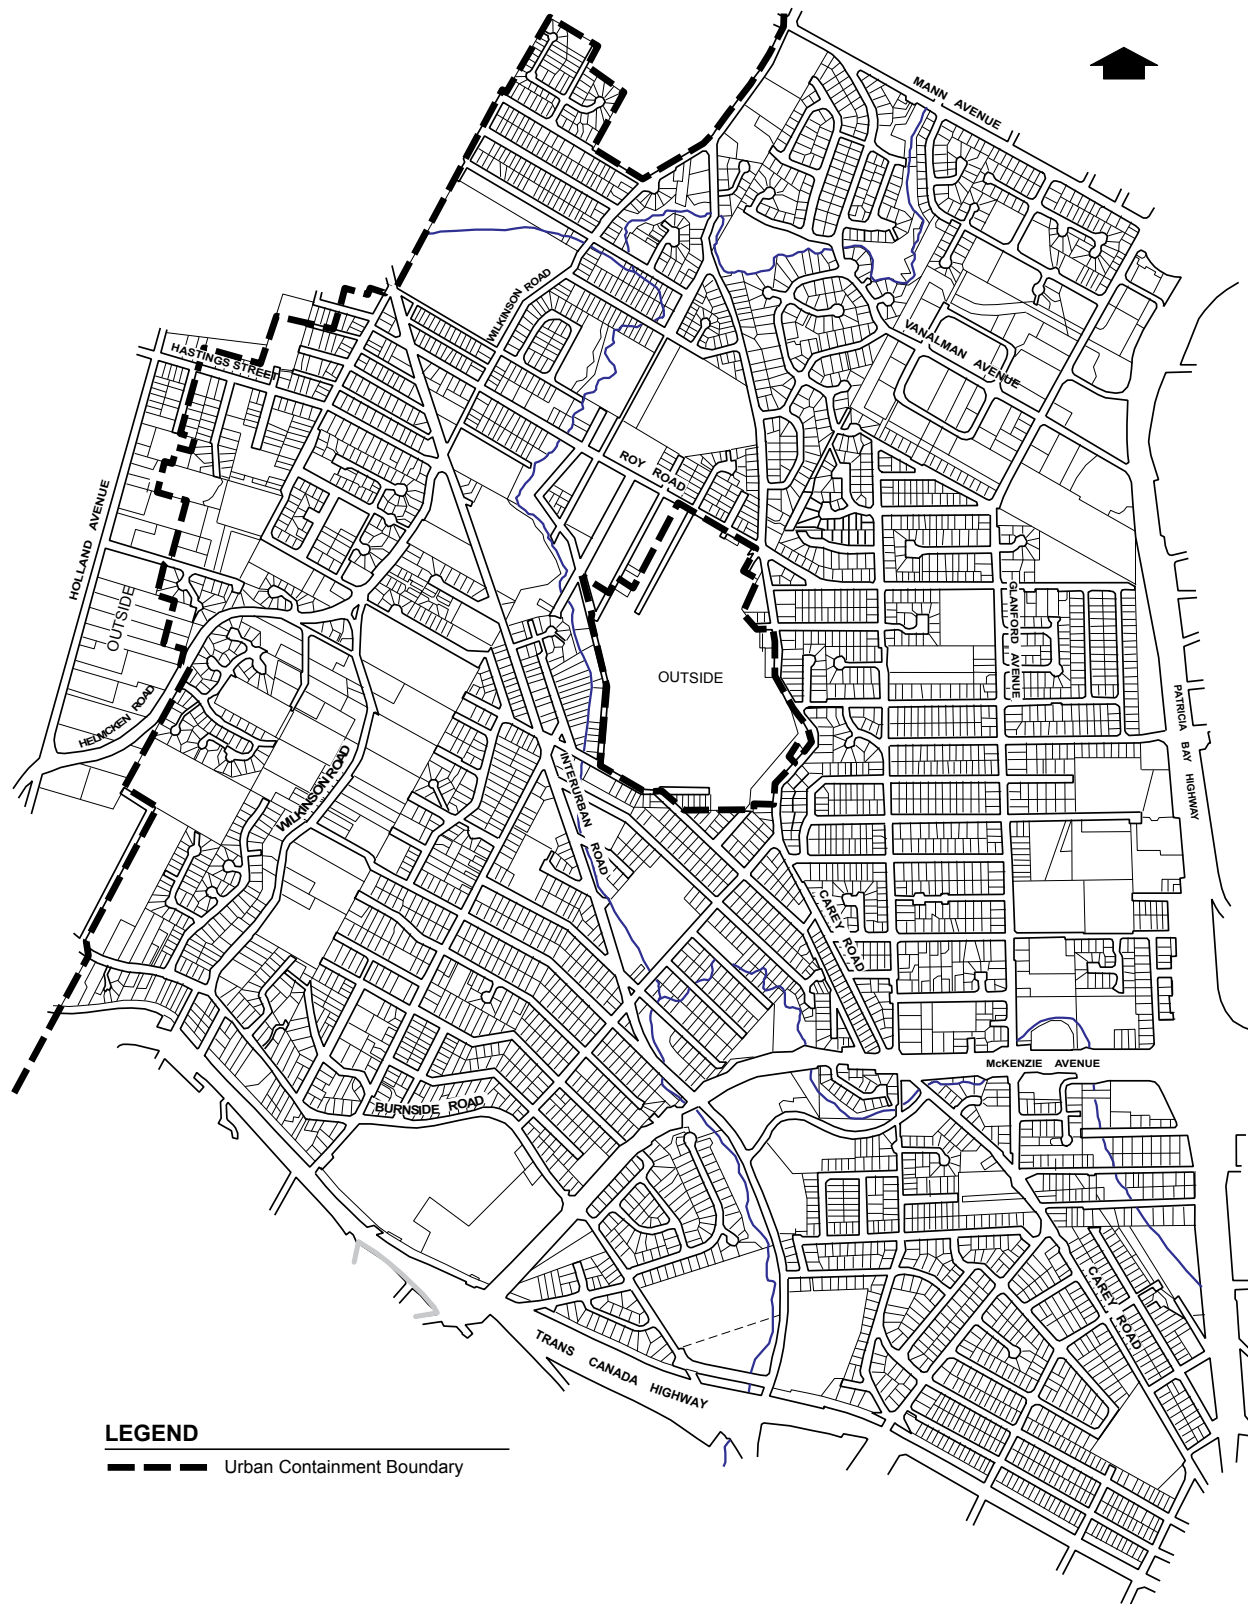 MANN AVENUE
WILKINSON ROAD
VANALMAN AVENUE
HASTINGS STREET
ROY ROAD
HOLLAND AVENUE
OUTSIDE
GLANFORD AVENUE
OUTSIDE
HELMCKEN ROAD
PATRICIA BAY HIGHWAY
WILKINSON ROAD
INTERURBAN ROAD
CAREY ROAD
McKENZIE AVENUE
BURNSIDE ROAD
CAREY ROAD
TRANS CANADA HIGHWAY
LEGEND
Urban Containment Boundary